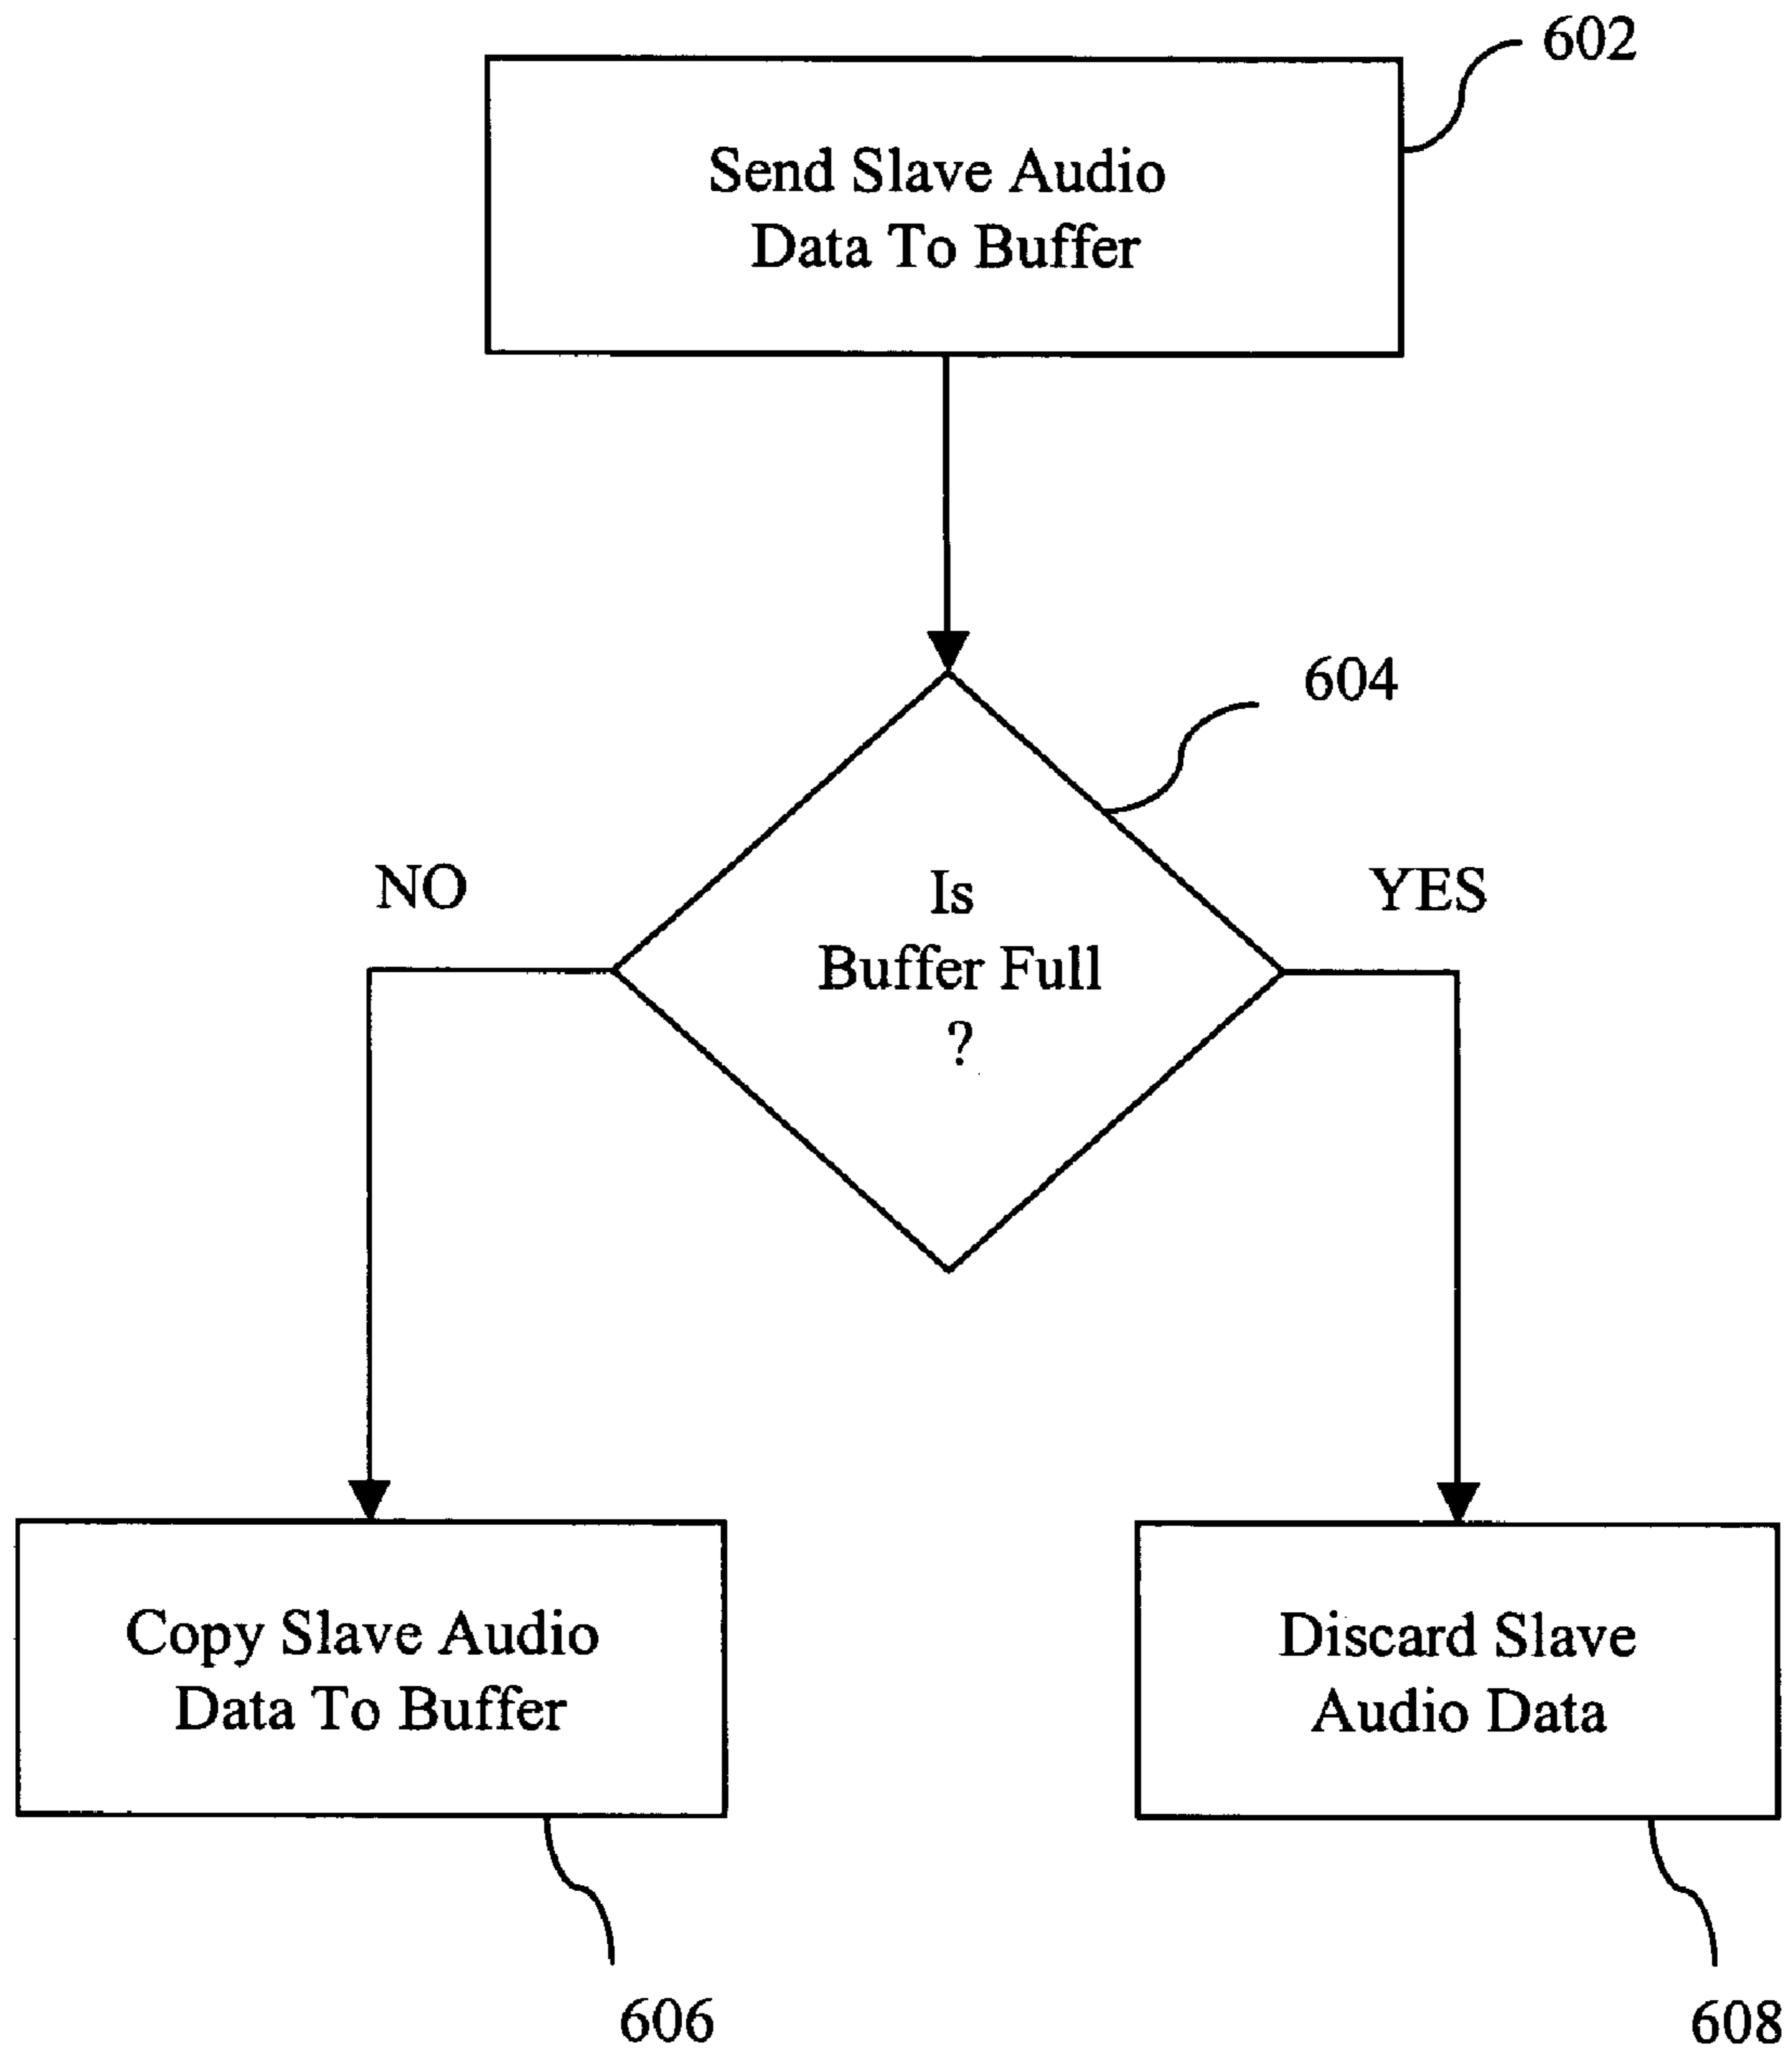 602
Send Slave Audio
Data To Buffer
604
NO
Is
Buffer Full
?
YES
Copy Slave Audio
Data To Buffer
Discard Slave
Audio Data
606
608